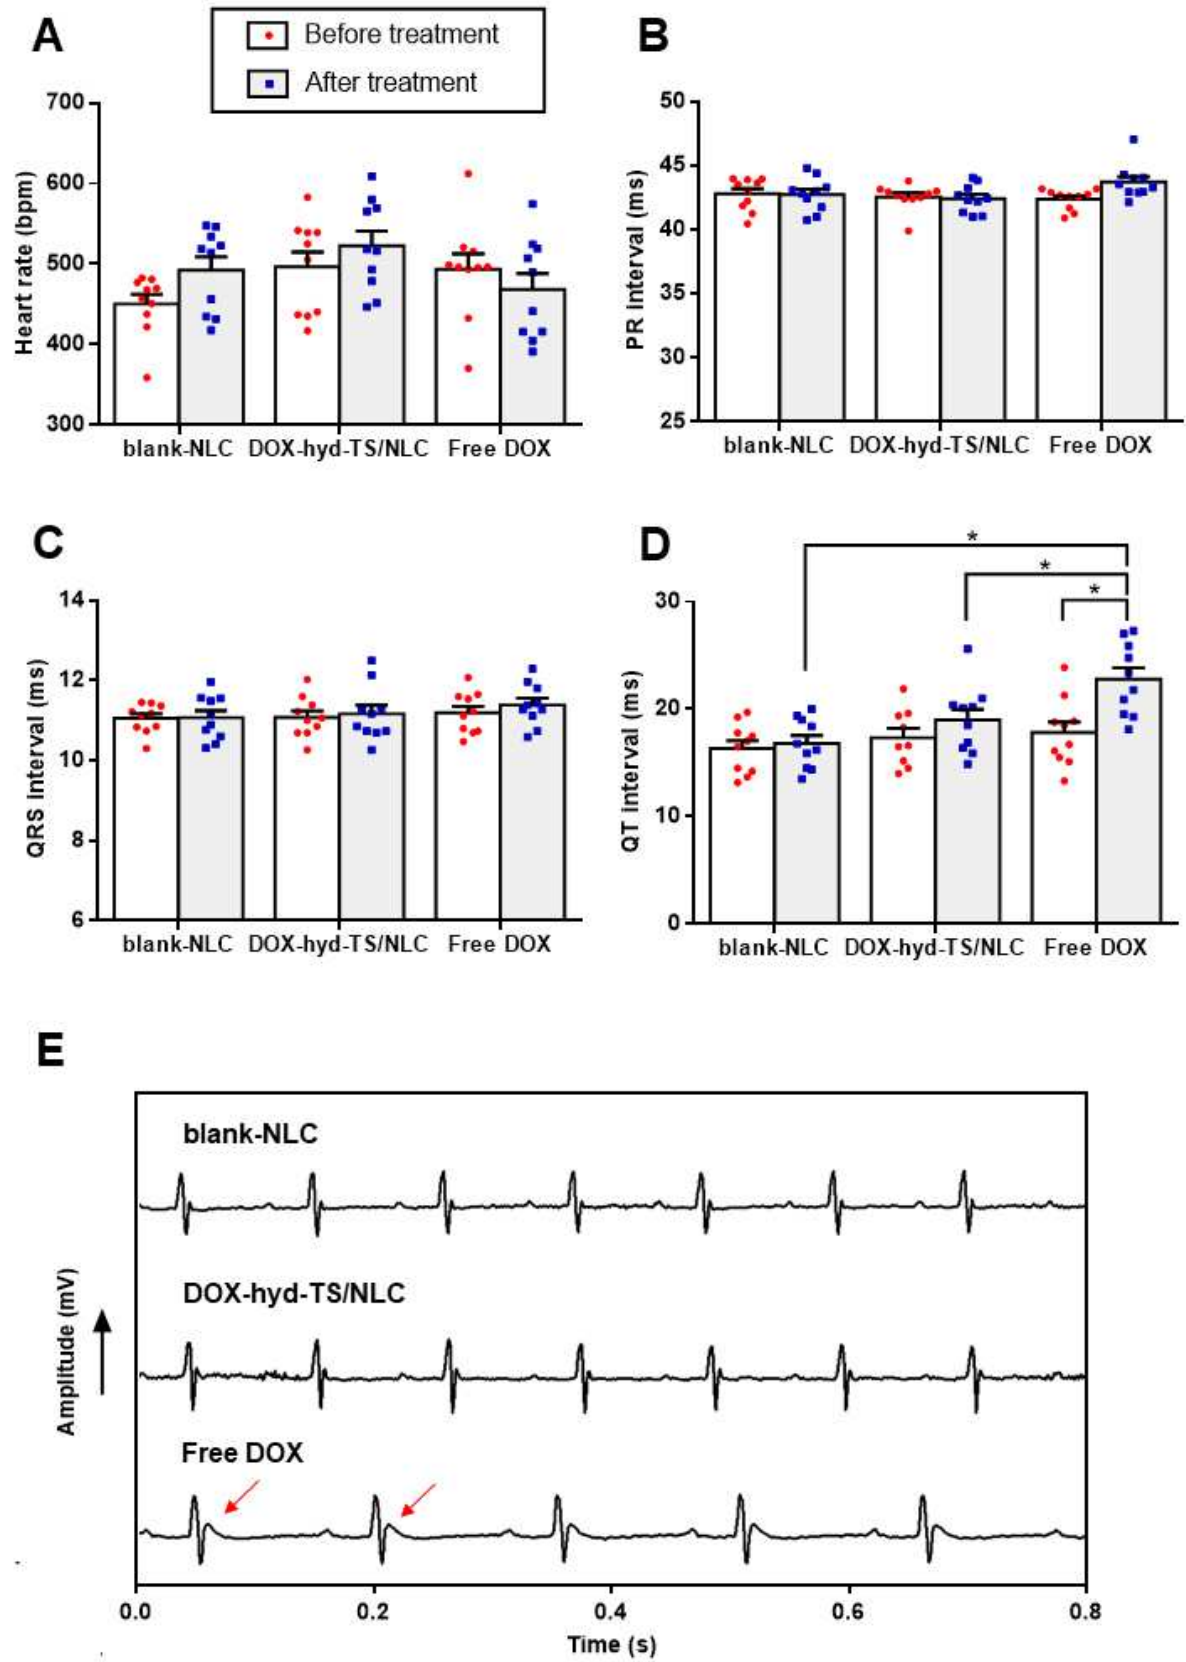 A
Before treatment
After treatment
Heart rate (bpm)
700
600
500
400
300
blank-NLC DOX-hyd-TS/NLC Free DOX
B
PR interval (ms)
50
45
40
35
30
25
blank-NLC DOX-hyd-TS/NLC Free DOX
C
QRS interval (ms)
14
12
10
8
6
blank-NLC DOX-hyd-TS/NLC Free DOX
D
* 
*
*
QT interval (ms)
30
20
10
0
blank-NLC DOX-hyd-TS/NLC Free DOX
E
Amplitude (mV)
blank-NLC
DOX-hyd-TS/NLC
Free DOX
0.0 0.2 0.4 0.6 0.8
Time (s)